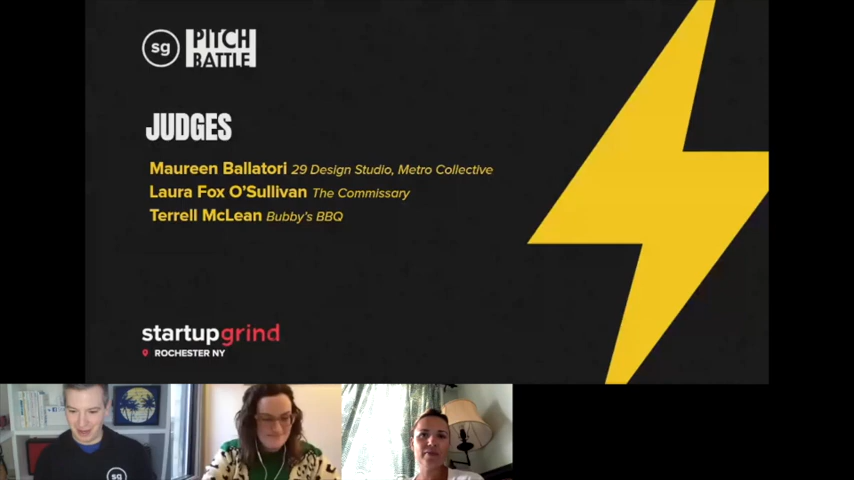 sg PITCH
BATTLE
JUDGES
Maureen Ballatori 29 Design Studio, Metro Collective
Laura Fox O'Sullivan The Commissary
Terrell McLean Bubby's BBQ
startupgrind
ROCHESTER NY
sg